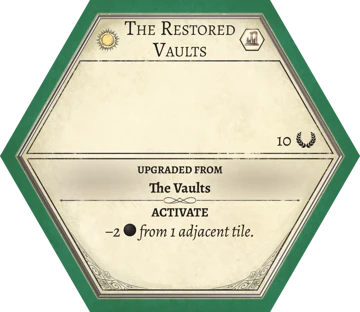 The Restored
Vaults
10
UPGRADED FROM
The Vaults
ACTIVATE
–2 from 1 adjacent tile.